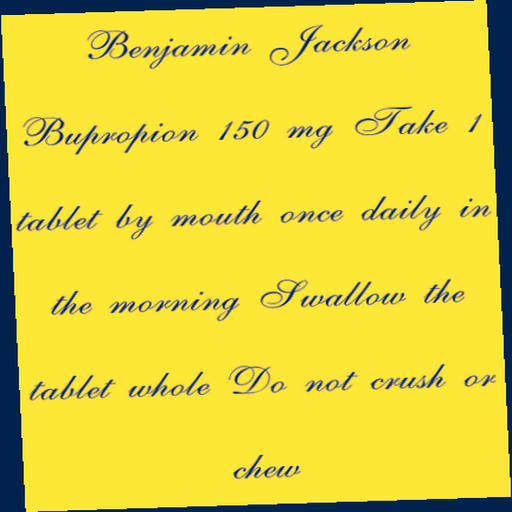 Benjamin Jackson
Bupropion 150 mg Take 1
tablet by mouth once daily in
the morning Swallow the
tablet whole Do not crush or
chew